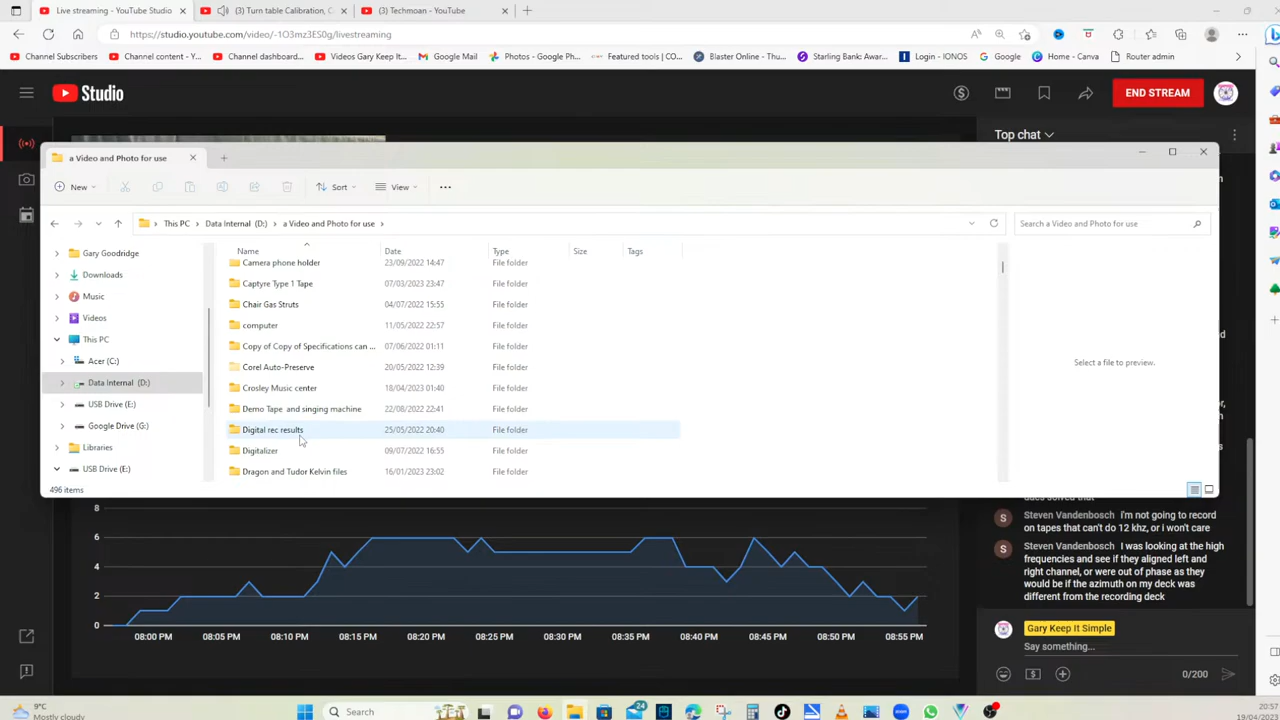 Live streaming - YouTube Studio
(3) Turn table Calibration, C
(3) Techmoan - YouTube
https://studio.youtube.com/video/-1O3mz3ES0g/livestreaming
Channel Subscribers
Channel content - Y...
Channel dashboard...
Videos Gary Keep It...
Google Mail
Photos - Google Ph...
Featured tools | CO...
Blaster Online - Thu...
Starling Bank: Awar...
Login - IONOS
Google
Home - Canva
Router admin
Studio
END STREAM
Top chat
a Video and Photo for use
New
Sort
View
This PC > Data Internal (D:) > a Video and Photo for use >
Search a Video and Photo for use
Gary Goodridge
Downloads
Music
Videos
This PC
Acer (C:)
Data Internal (D:)
USB Drive (E:)
Google Drive (G:)
Libraries
USB Drive (E:)
Name Date Type Size Tags
Camera phone holder 23/09/2022 14:47 File folder
Captyre Type 1 Tape 07/03/2023 23:47 File folder
Chair Gas Struts 04/07/2022 15:55 File folder
computer 11/05/2022 22:57 File folder
Copy of Copy of Specifications can ... 07/06/2022 01:11 File folder
Corel Auto-Preserve 20/05/2022 12:39 File folder
Crosley Music center 18/04/2023 01:40 File folder
Demo Tape and singing machine 22/08/2022 22:41 File folder
Digital rec results 25/05/2022 20:40 File folder
Digitalizer 09/07/2022 16:55 File folder
Dragon and Tudor Kelvin files 16/01/2023 23:02 File folder
Select a file to preview.
496 items
8
6
4
2
0
08:00 PM 08:05 PM 08:10 PM 08:15 PM 08:20 PM 08:25 PM 08:30 PM 08:35 PM 08:40 PM 08:45 PM 08:50 PM 08:55 PM
S Steven Vandenbosch i'm not going to record
on tapes that can't do 12 khz, or i won't care
S Steven Vandenbosch I was looking at the high
frequencies and see if they aligned left and
right channel, or were out of phase as they
would be if the azimuth on my deck was
different from the recording deck
Gary Keep It Simple
Say something...
0/200
9°C
Mostly cloudy
Search
24
20:57
19/04/2023